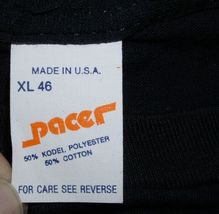 MADE IN U.S.A.
XL 46
pacer
50% KODEL POLYESTER
50% COTTON
FOR CARE SEE REVERSE